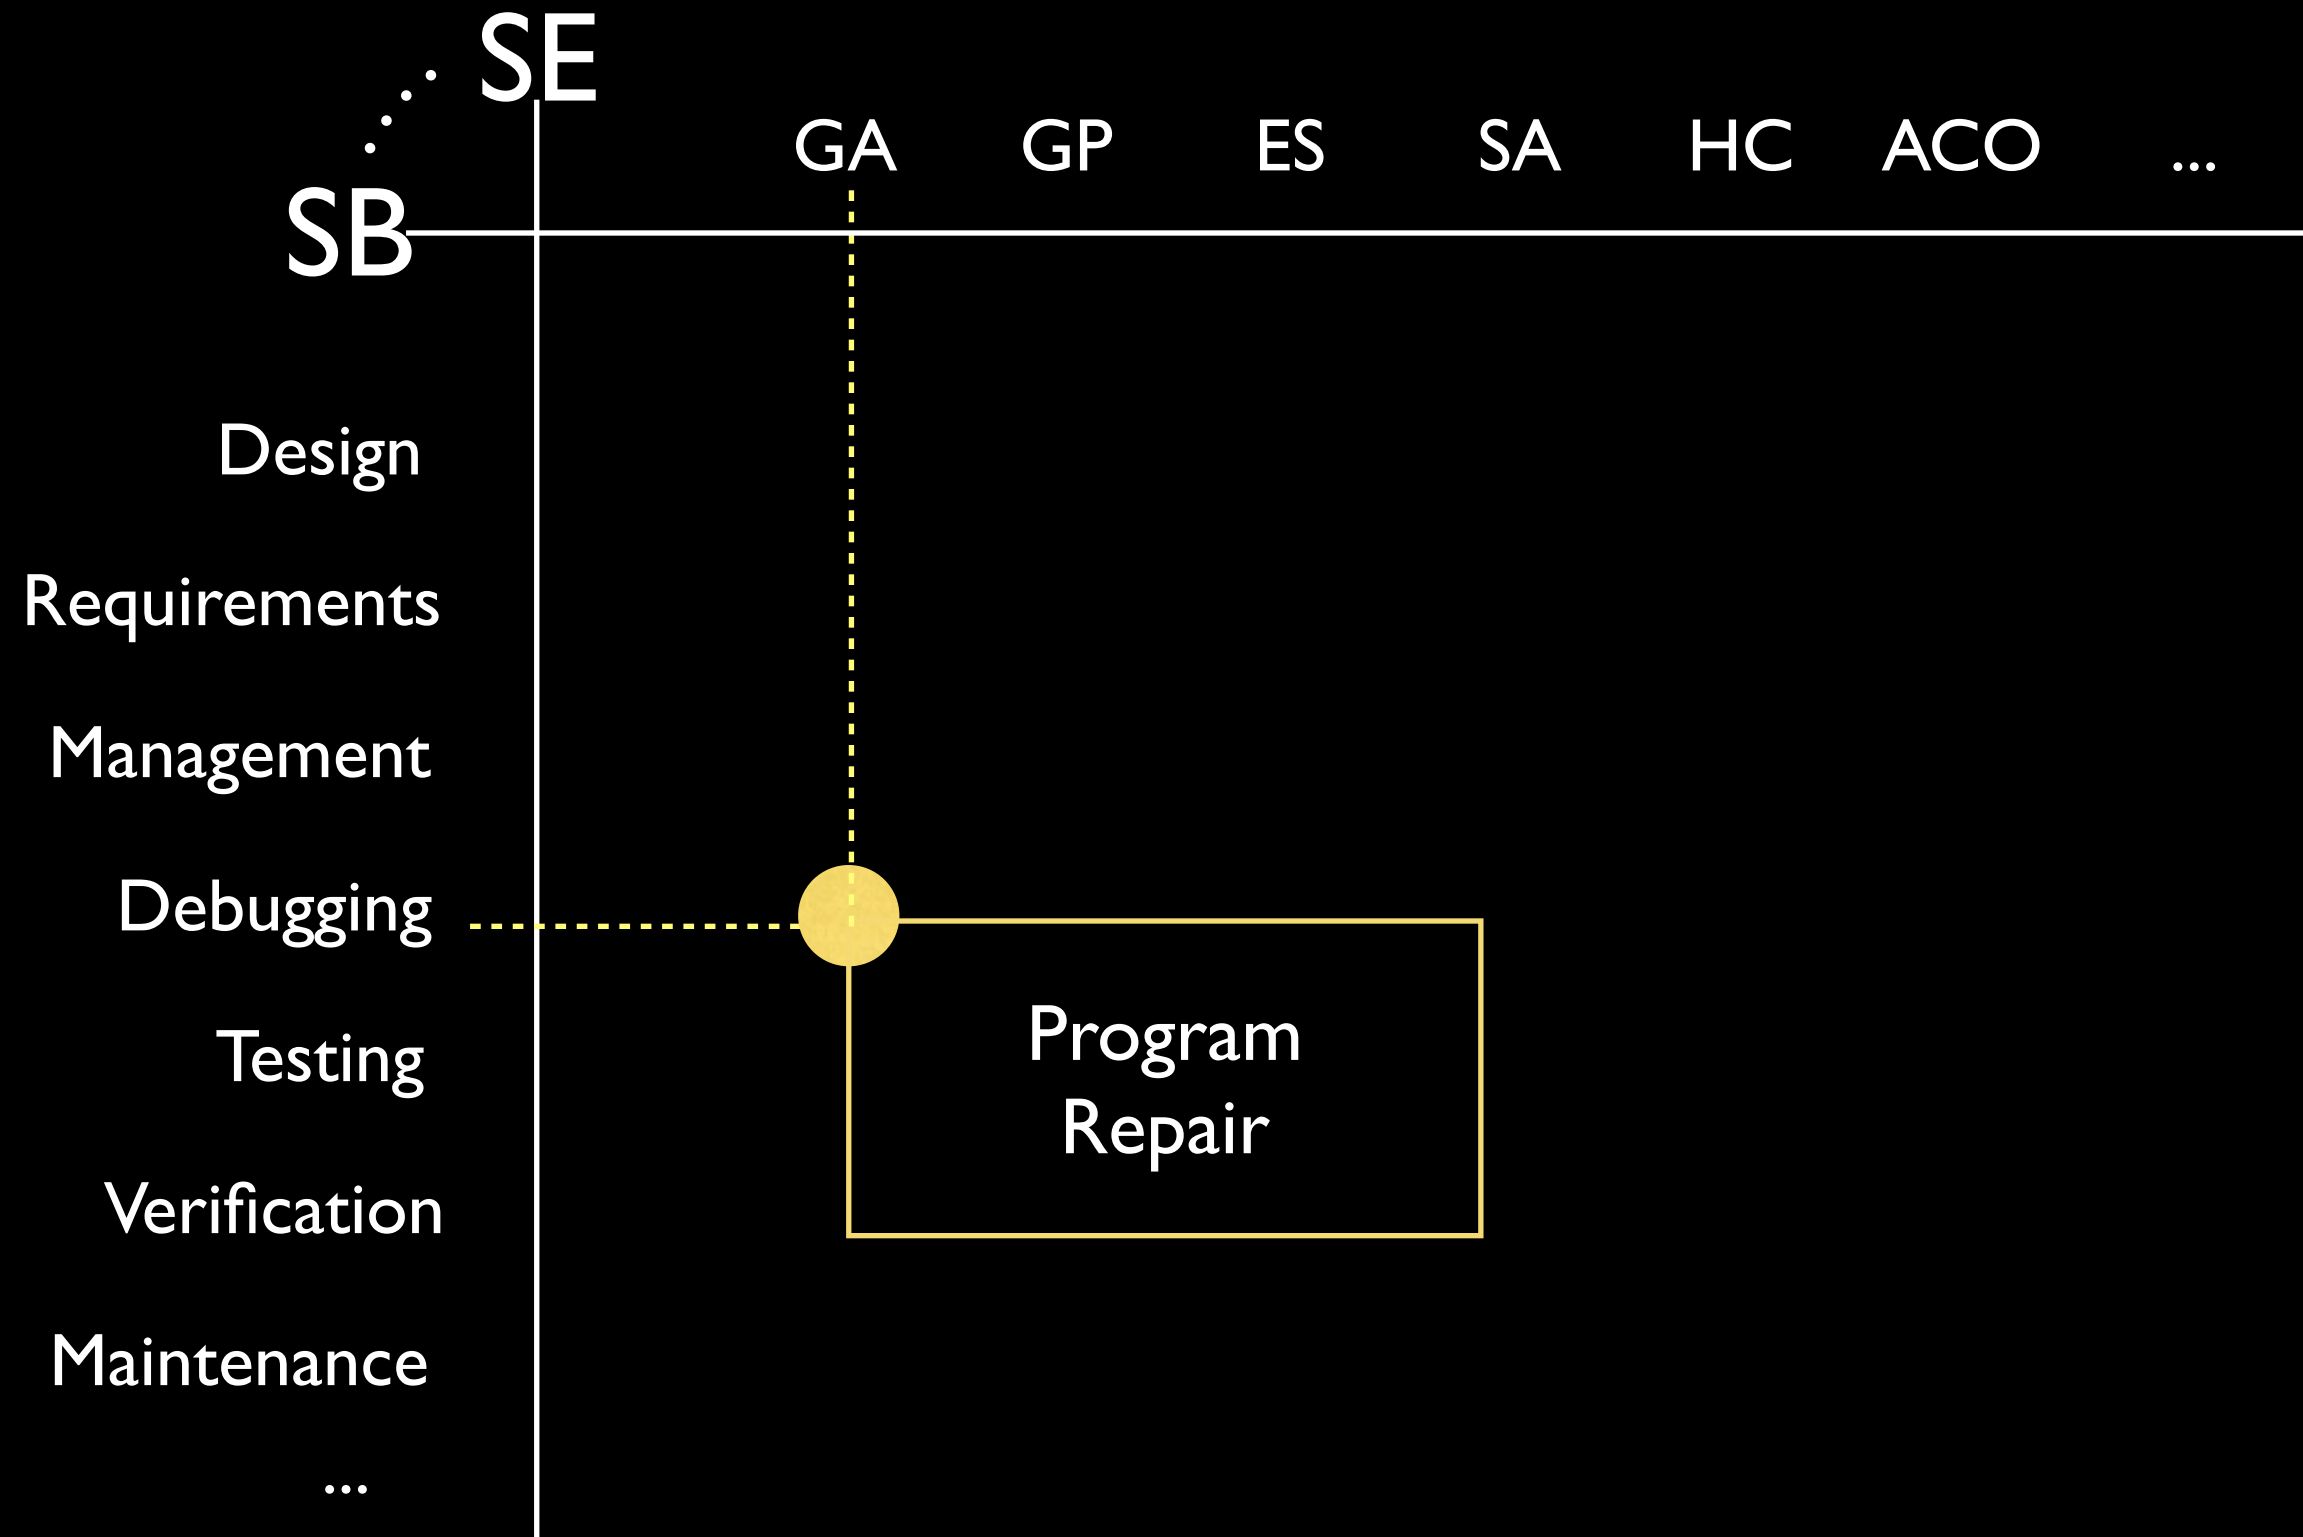 SE
GA GP ES SA HC ACO ...
SB
Design
Requirements
Management
Debugging
Program
Repair
Testing
Verification
Maintenance
...